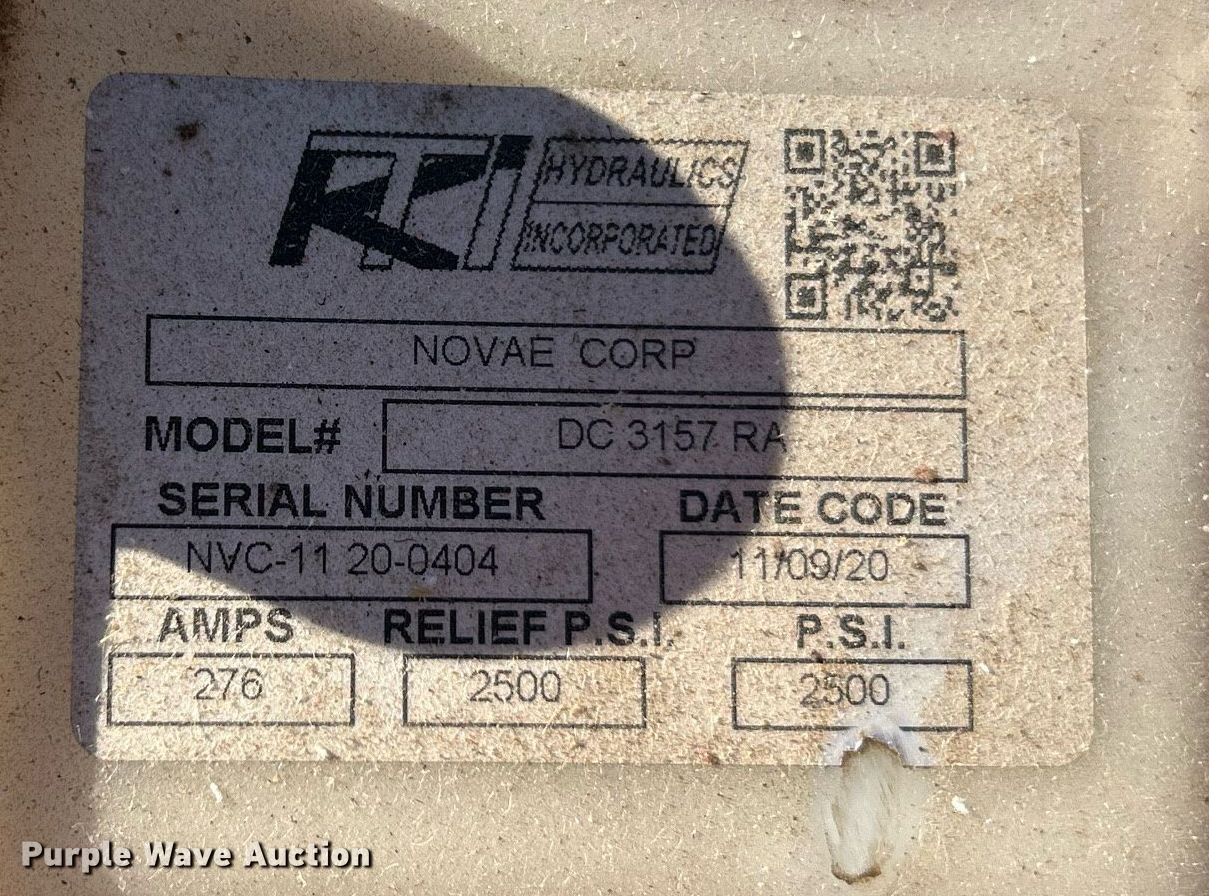 KTI HYDRAULICS
INCORPORATED
NOVAE CORP
MODEL# DC 3157 RA
SERIAL NUMBER DATE CODE
NVC-11 20-0404 11/09/20
AMPS RELIEF P.S.I. P.S.I.
276 2500 2500
Purple Wave Auction